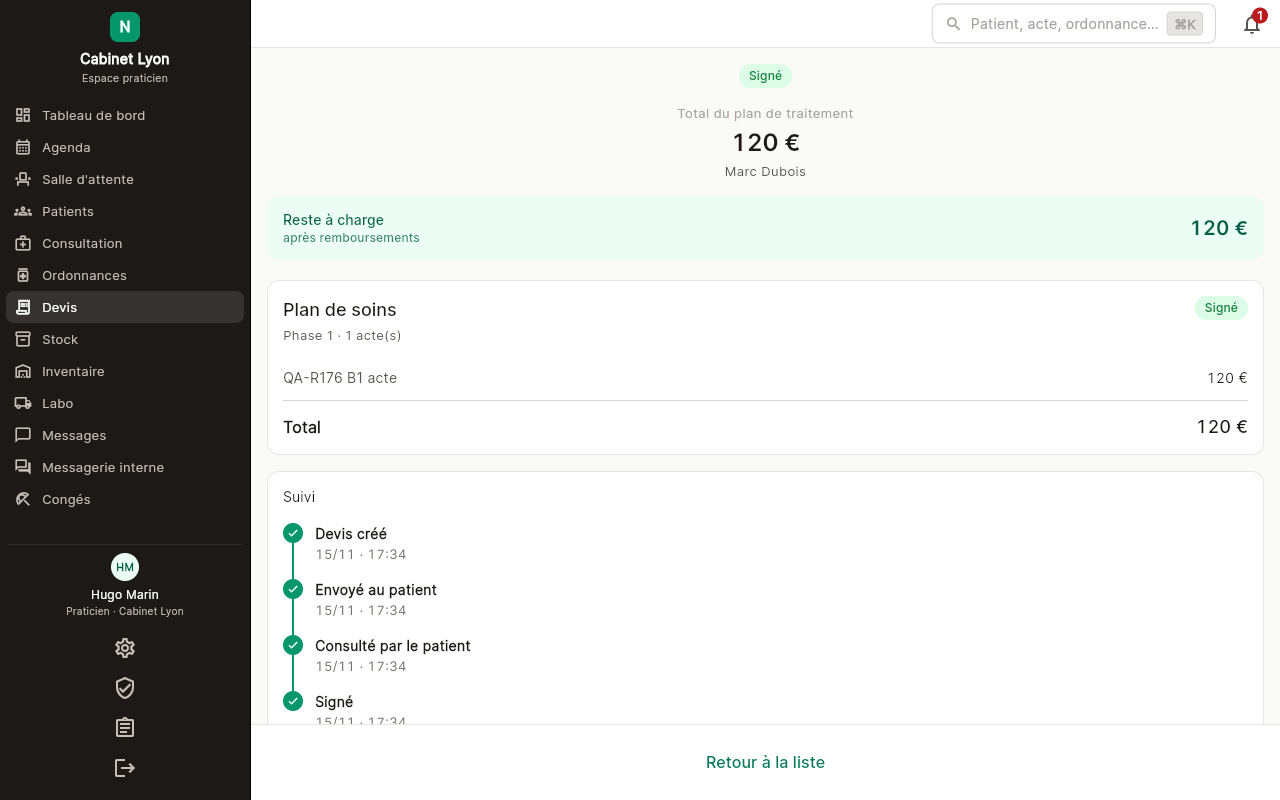 N
Cabinet Lyon
Espace praticien
Tableau de bord
Agenda
Salle d'attente
Patients
Consultation
Ordonnances
Devis
Stock
Inventaire
Labo
Messages
Messagerie interne
Congés
HM
Hugo Marin
Praticien · Cabinet Lyon
Patient, acte, ordonnance... ⌘K
1
Signé
Total du plan de traitement
120 €
Marc Dubois
Reste à charge
après remboursements
120 €
Plan de soins
Signé
Phase 1 · 1 acte(s)
QA-R176 B1 acte
120 €
Total
120 €
Suivi
Devis créé
15/11 · 17:34
Envoyé au patient
15/11 · 17:34
Consulté par le patient
15/11 · 17:34
Signé
15/11 · 17:34
Retour à la liste